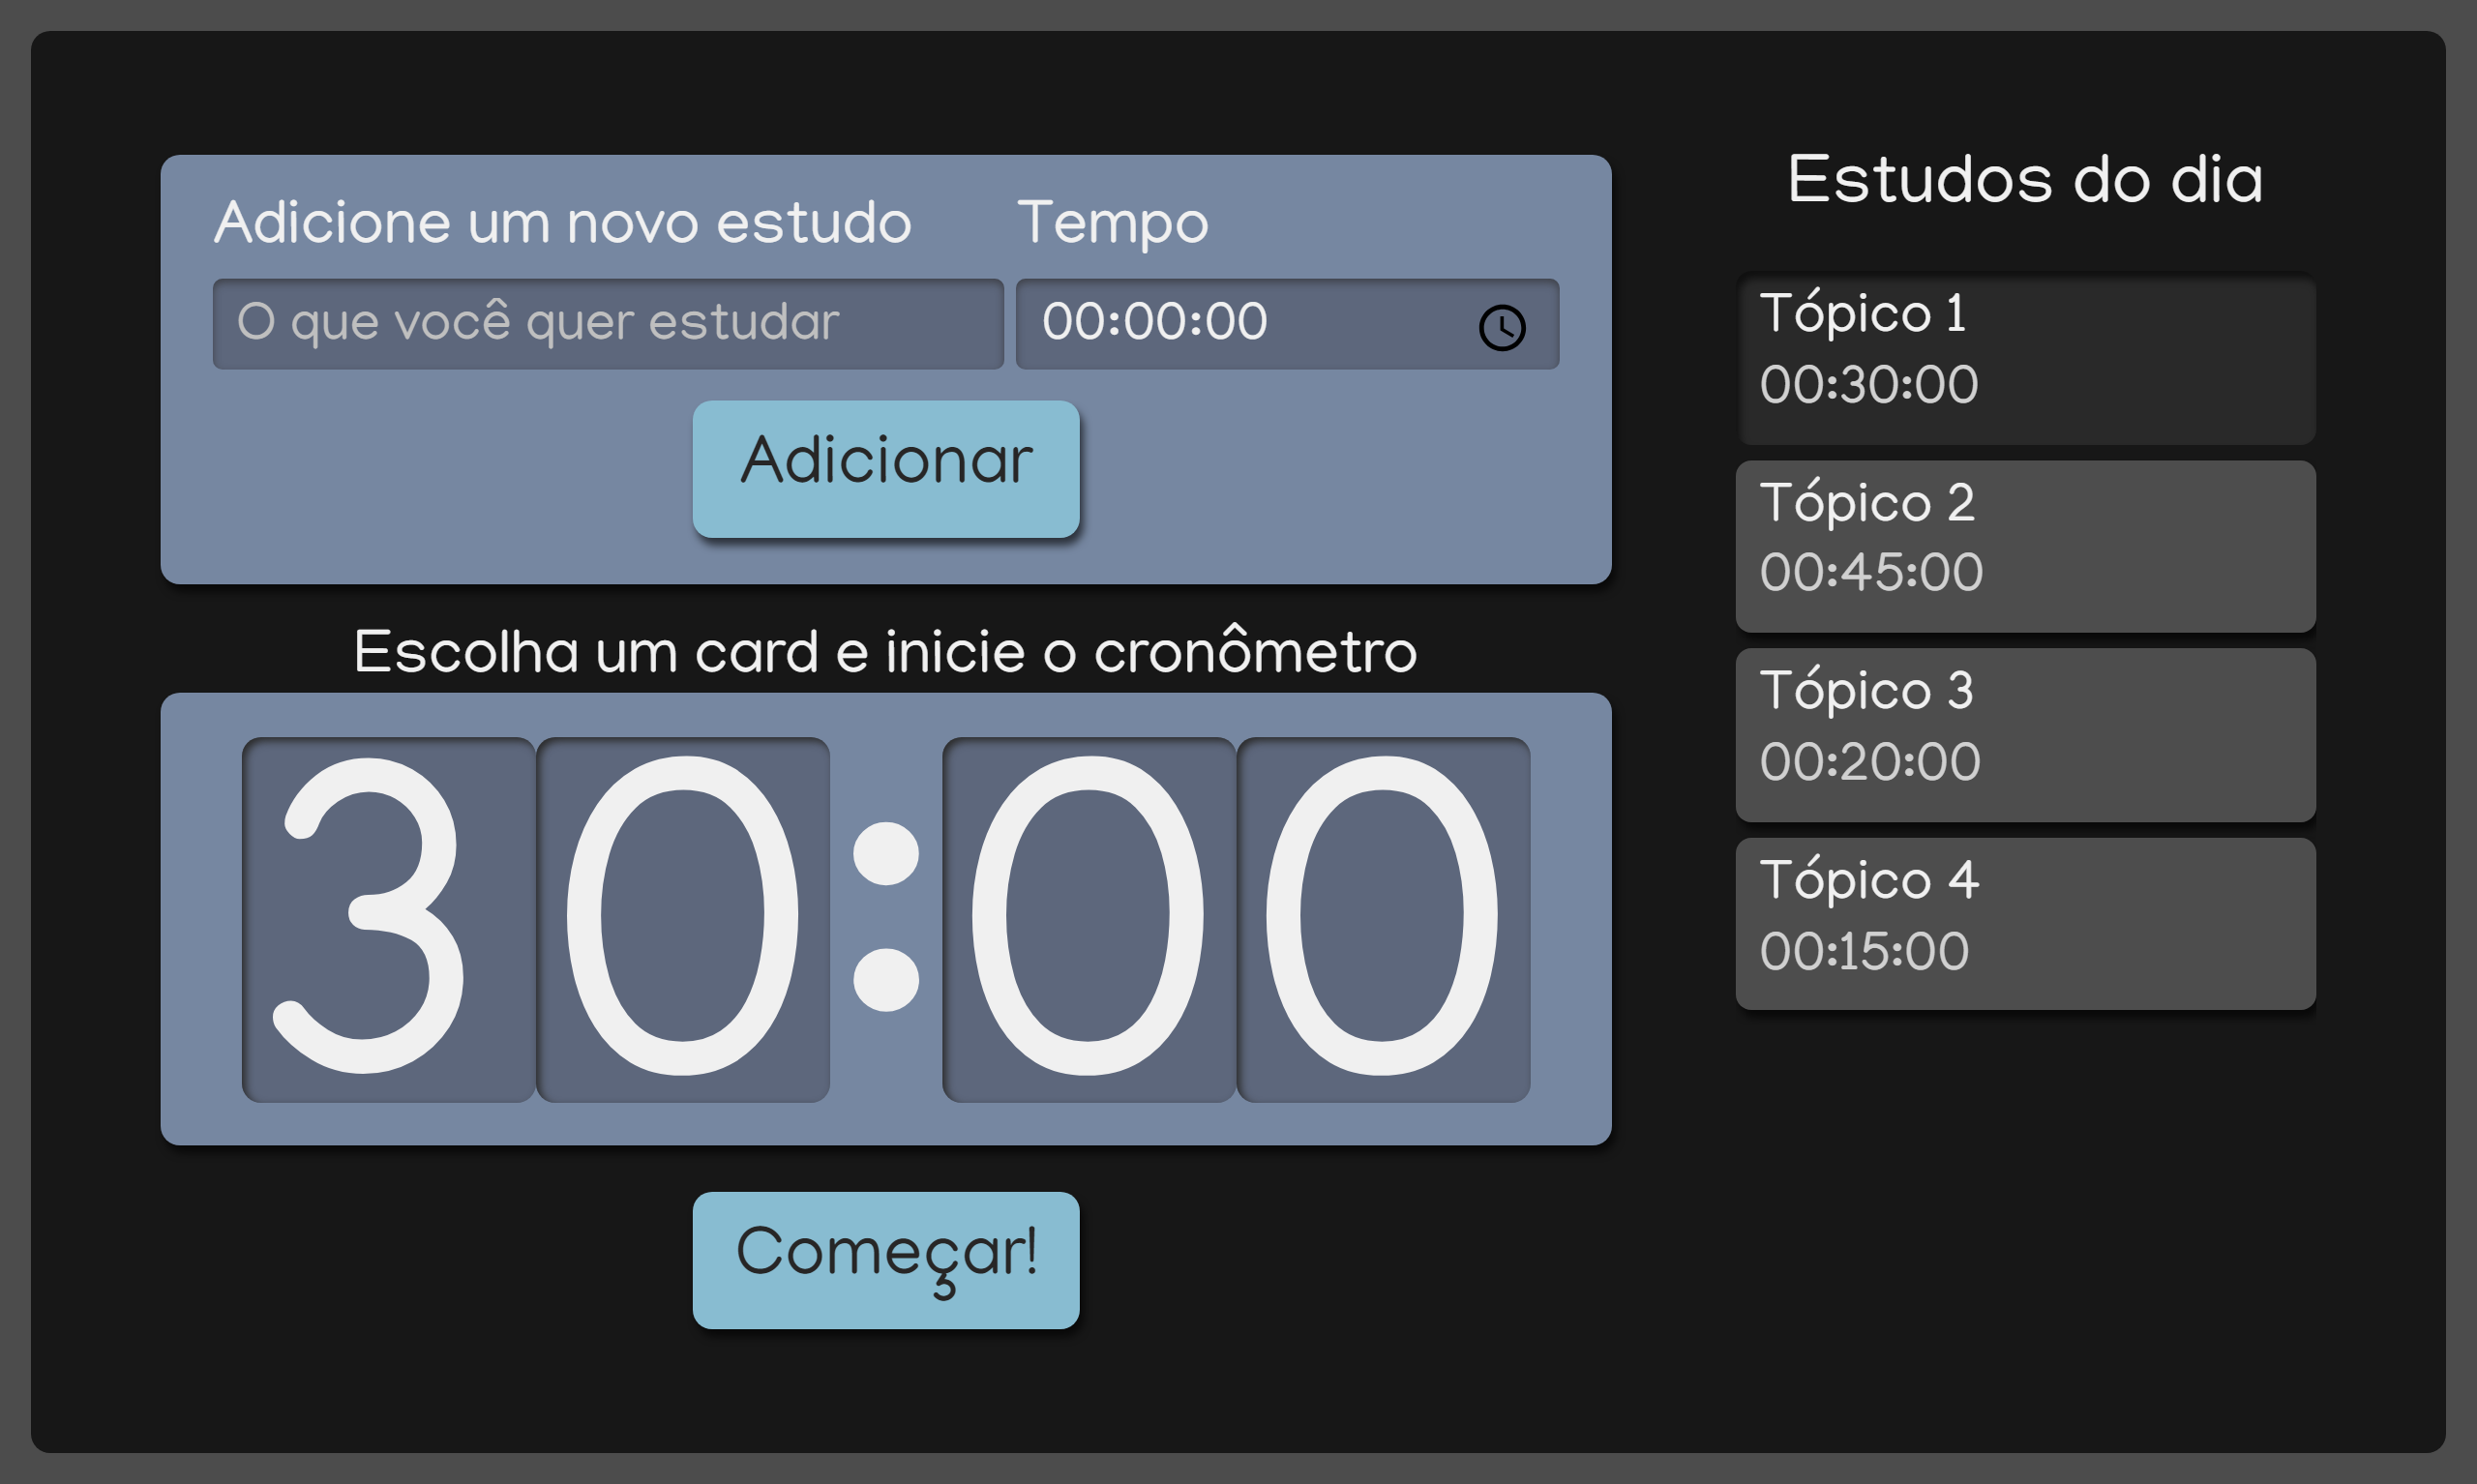 Adicione um novo estudo
Tempo
O que você quer estudar
00:00:00
Adicionar
Escolha um card e inicie o cronômetro
30:00
Começar!
Estudos do dia
Tópico 1
00:30:00
Tópico 2
00:45:00
Tópico 3
00:20:00
Tópico 4
00:15:00